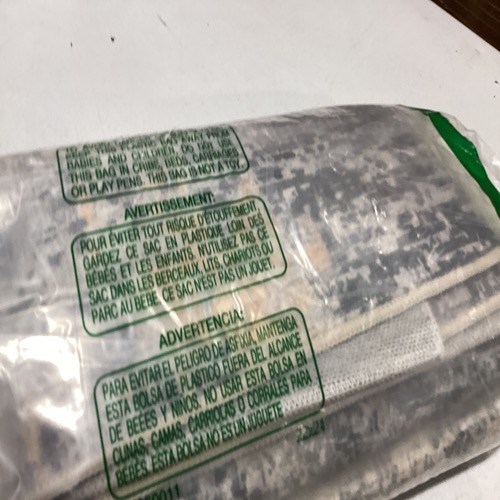 BABIES AND CHILDREN. DO NOT USE
THIS BAG IN CRIBS, BEDS, CARRIAGES
OR PLAY PENS. THIS BAG IS NOT A TOY.
AVERTISSEMENT:
POUR ÉVITER TOUT RISQUE D'ÉTOUFFEMENT,
GARDEZ CE SAC EN PLASTIQUE LOIN DES
BÉBÉS ET LES ENFANTS. N'UTILISEZ PAS CE
SAC DANS LES BERCEAUX, LITS, CHARIOTS OU
PARC AU BEBE. CE SAC N'EST PAS UN JOUET.
ADVERTENCIA:
PARA EVITAR EL PELIGRO DE ASFIXIA, MANTENGA
ESTA BOLSA DE PLASTICO FUERA DEL ALCANCE
DE BEBES Y NINOS. NO USAR ESTA BOLSA EN
CUNAS, CAMAS, CARRIOLAS O CORRALES PARA
BEBES. ESTA BOLSA NO ES UN JUGUETE